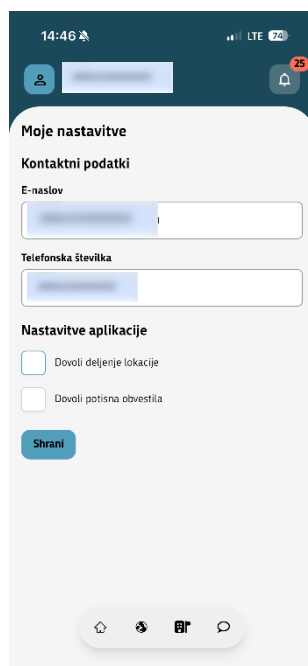 14:46
LTE 74
25
Moje nastavitve
Kontaktni podatki
E-naslov
Telefonska številka
Nastavitve aplikacije
Dovoli deljenje lokacije
Dovoli potisna obvestila
Shrani